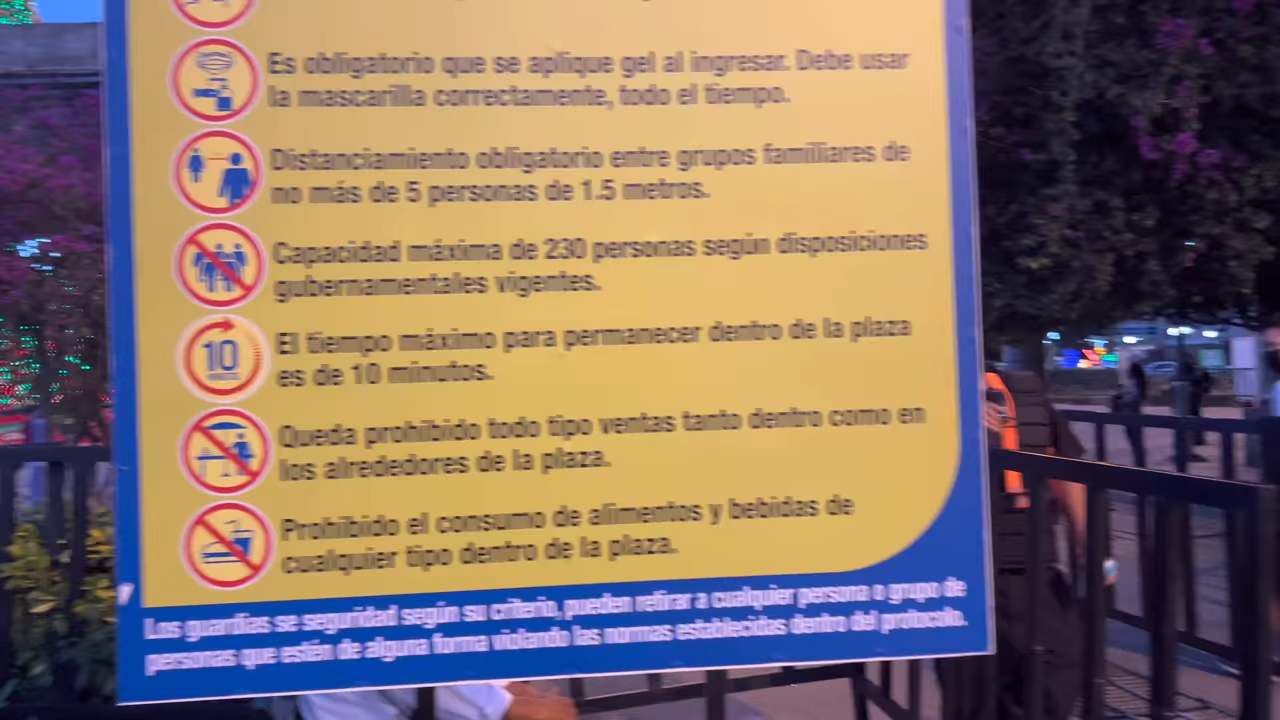 Es obligatorio que se aplique gel al ingresar. Debe usar
la mascarilla correctamente, todo el tiempo.
Distanciamiento obligatorio entre grupos familiares de
no más de 5 personas de 1.5 metros.
Capacidad máxima de 230 personas según disposiciones
gubernamentales vigentes.
10
El tiempo máximo para permanecer dentro de la plaza
es de 10 minutos.
Queda prohibido todo tipo ventas tanto dentro como en
los alrededores de la plaza.
Prohibido el consumo de alimentos y bebidas de
cualquier tipo dentro de la plaza.
Los guardias se seguridad según su criterio, pueden retirar a cualquier persona o grupo de
personas que estén de alguna forma violando las normas establecidas dentro del protocolo.